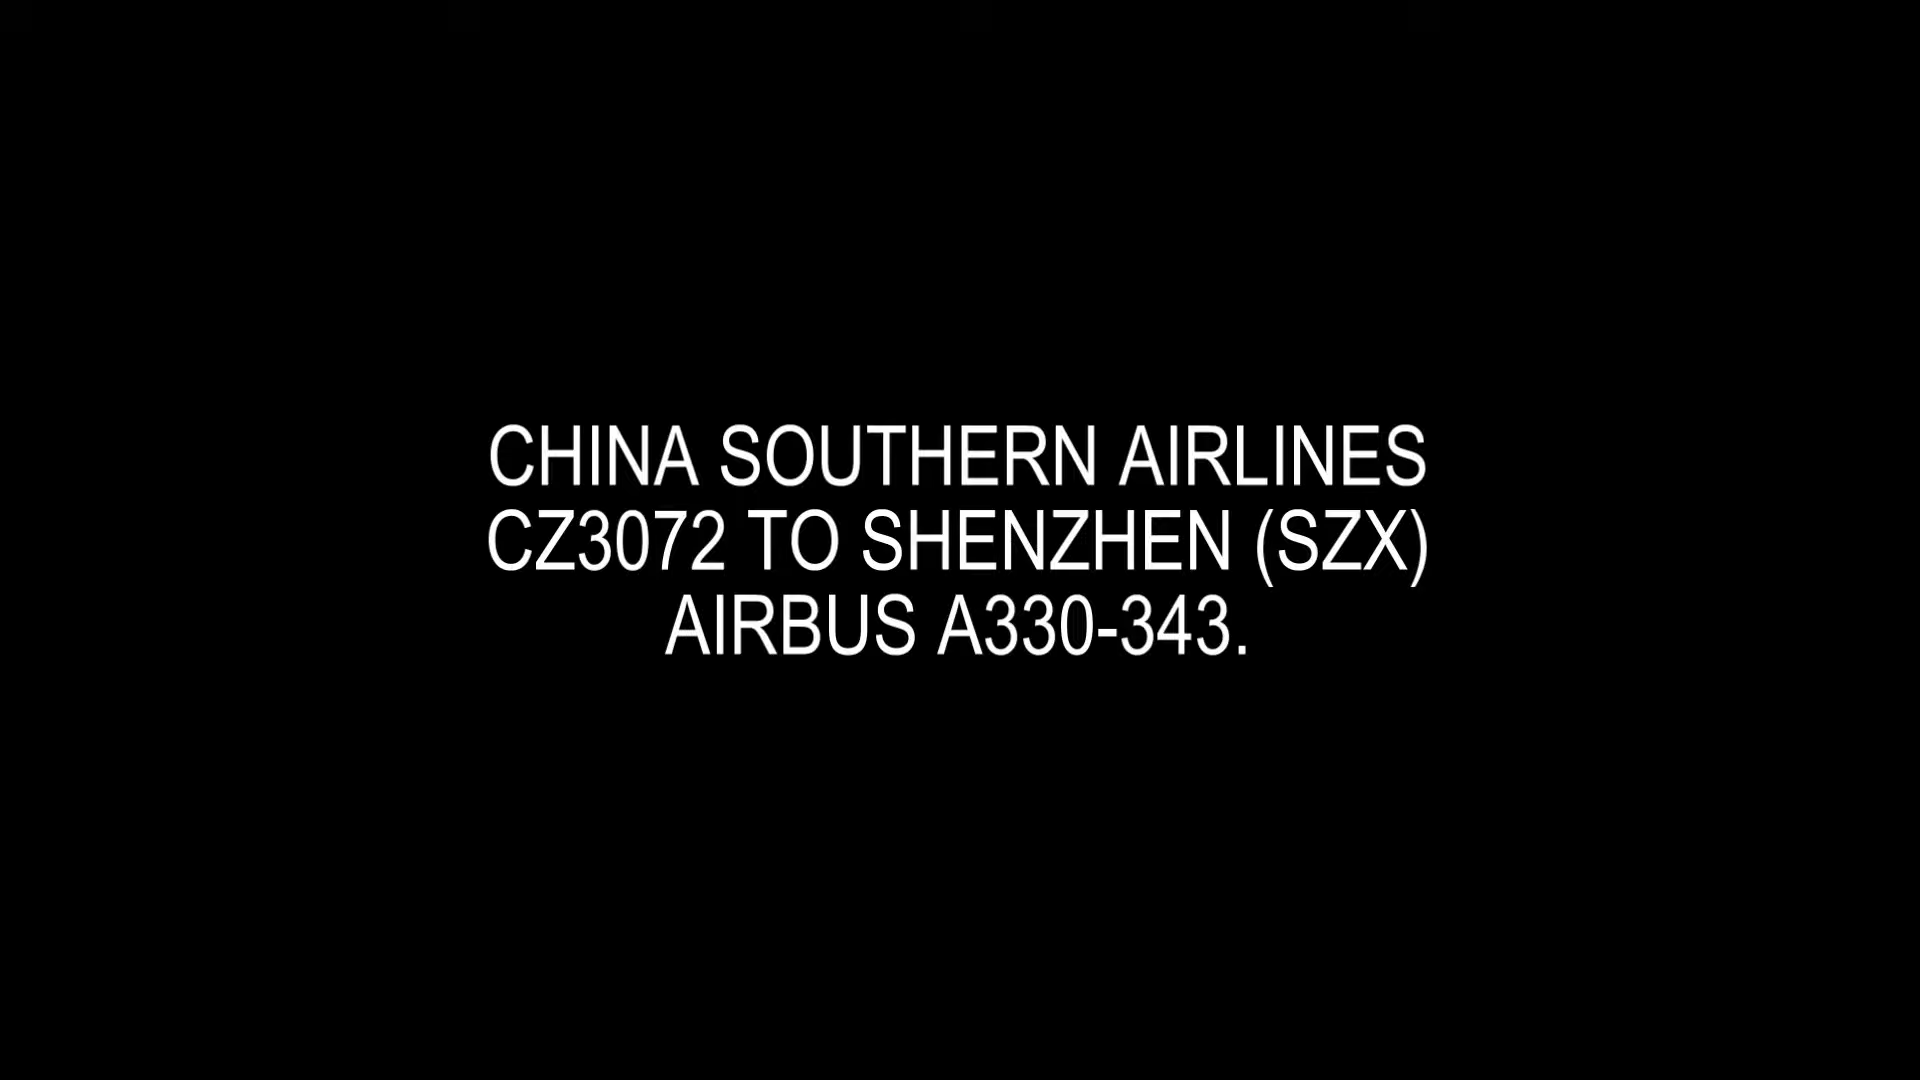 CHINA SOUTHERN AIRLINES
CZ3072 TO SHENZHEN (SZX)
AIRBUS A330-343.